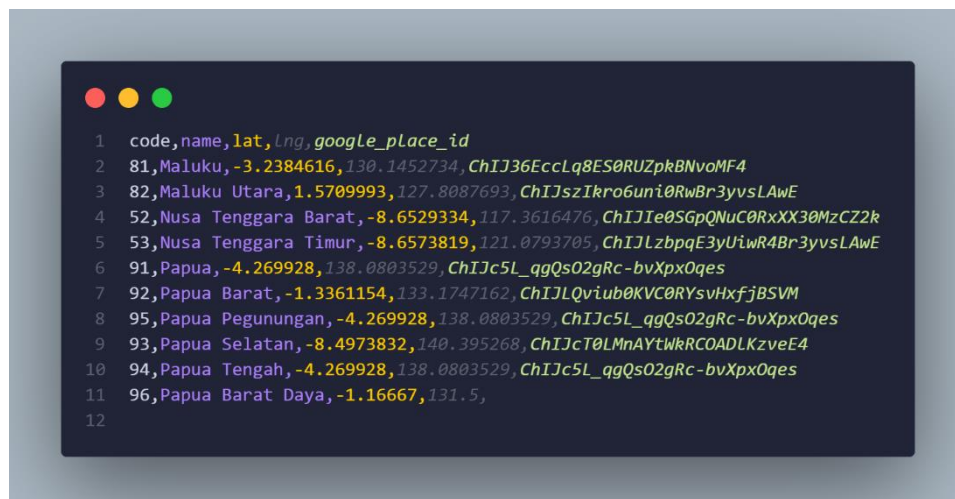 1 code,name,lat,lng,google_place_id
2 81,Maluku,-3.2384616,130.1452734,ChIJ36EccLq8ES0RUZpkBNvoMF4
3 82,Maluku Utara,1.5709993,127.8087693,ChIJszIkro6uni0RwBr3yvsLAwE
4 52,Nusa Tenggara Barat,-8.6529334,117.3616476,ChIJIe0SGpQNuC0RxXX30MzCZ2k
5 53,Nusa Tenggara Timur,-8.6573819,121.0793705,ChIJlzbpqE3yUiwR4Br3yvsLAwE
6 91,Papua,-4.269928,138.0803529,ChIJc5L_qgQsO2gRc-bvXpxOqes
7 92,Papua Barat,-1.3361154,133.1747162,ChIJLQviub0KVC0RYsvHxfjBSVM
8 95,Papua Pegunungan,-4.269928,138.0803529,ChIJc5L_qgQsO2gRc-bvXpxOqes
9 93,Papua Selatan,-8.4973832,140.395268,ChIJcT0LMnAYtWkRCOADlKzveE4
10 94,Papua Tengah,-4.269928,138.0803529,ChIJc5L_qgQsO2gRc-bvXpxOqes
11 96,Papua Barat Daya,-1.16667,131.5,
12